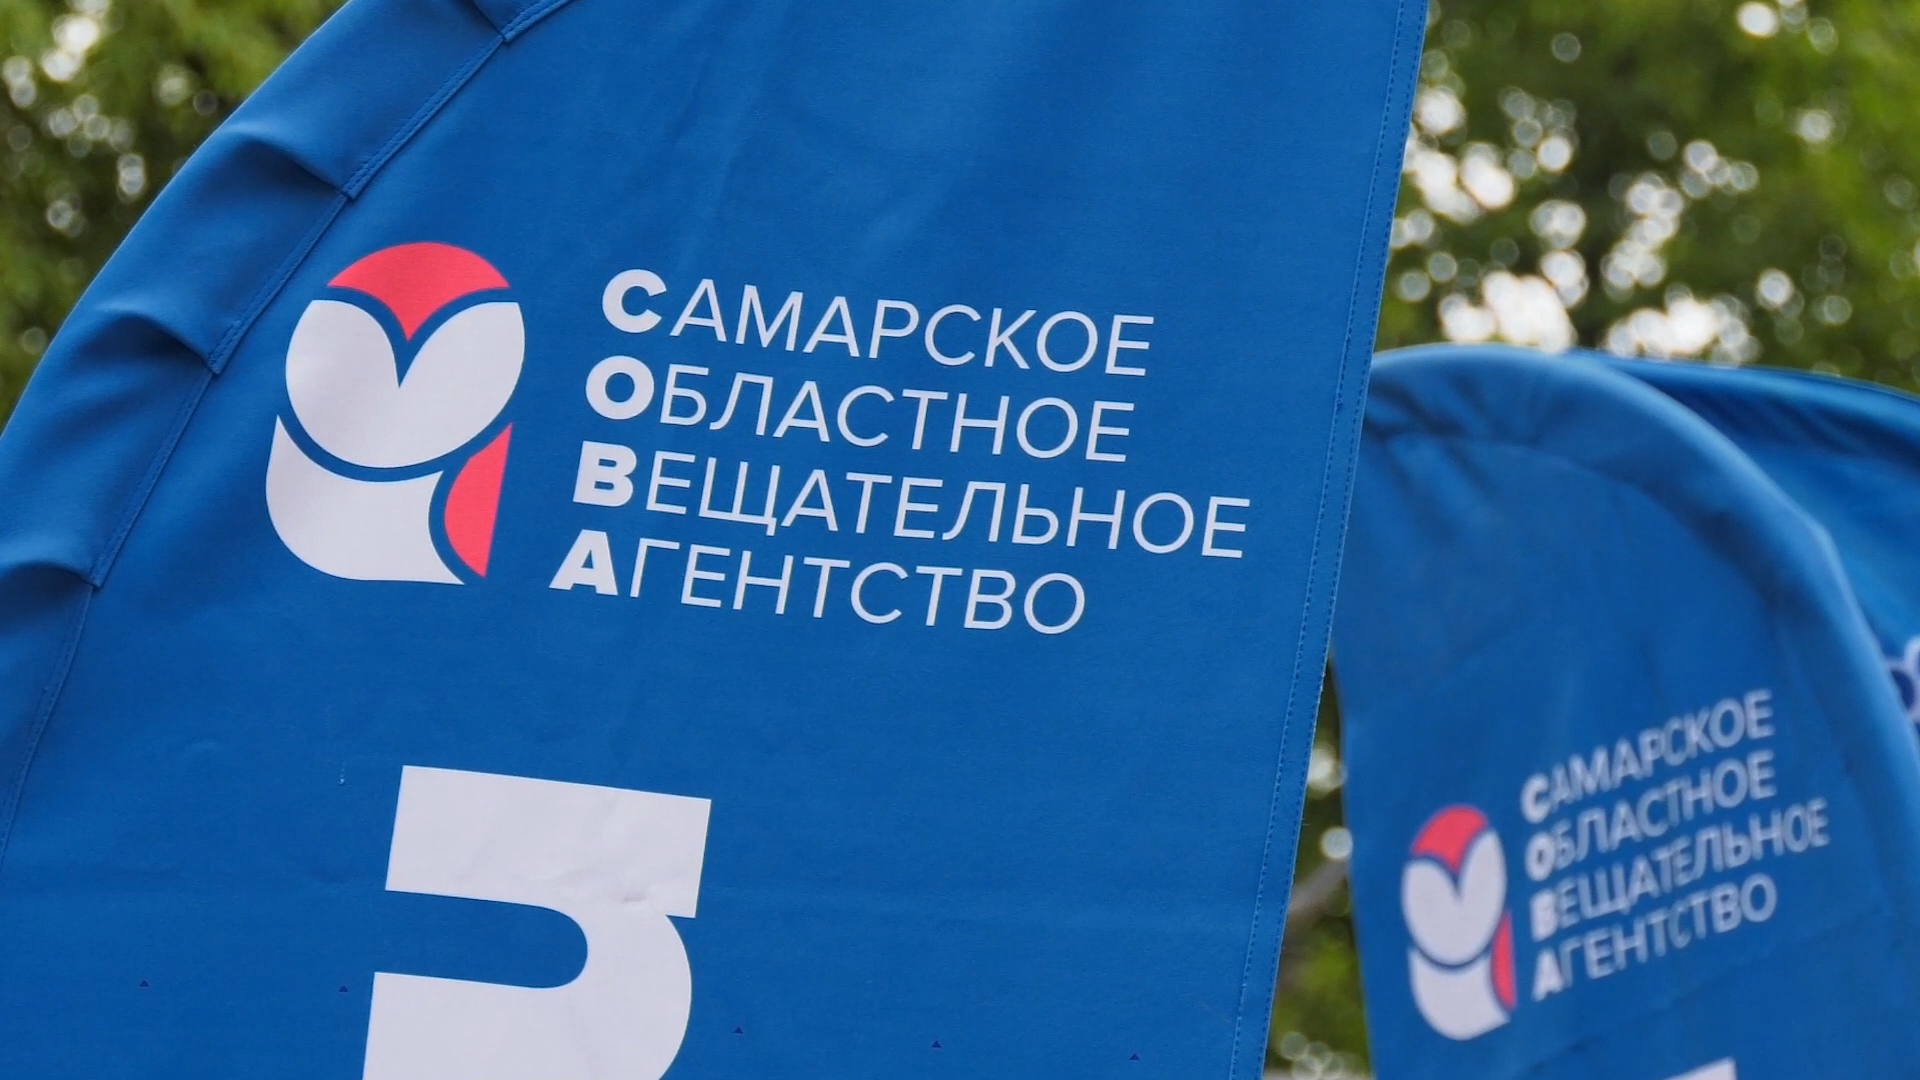 САМАРСКОЕ
ОБЛАСТНОЕ
ВЕЩАТЕЛЬНОЕ
АГЕНТСТВО
САМАРСКОЕ
ОБЛАСТНОЕ
ВЕЩАТЕЛЬНОЕ
АГЕНТСТВО